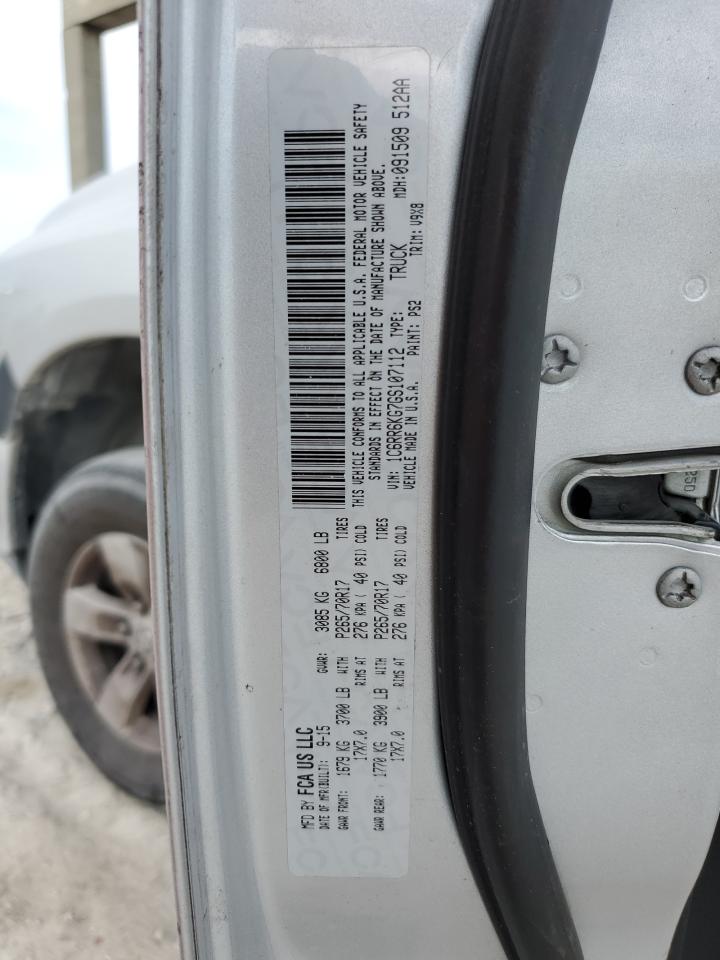 MFD BY FCA US LLC
DATE OF MFR(BUILT): 9-15 GVWR: 3085 KG 6800 LB
GAWR FRONT: 1679 KG 3700 LB WITH P265/70R17 TIRES
17X7.0 RIMS AT 276 KPA ( 40 PSI) COLD
GAWR REAR: 1770 KG 3900 LB WITH P265/70R17 TIRES
17X7.0 RIMS AT 276 KPA ( 40 PSI) COLD
THIS VEHICLE CONFORMS TO ALL APPLICABLE U.S.A. FEDERAL MOTOR VEHICLE SAFETY
STANDARDS IN EFFECT ON THE DATE OF MANUFACTURE SHOWN ABOVE.
VIN: 1C6RR6KG7GS107112 TYPE: TRUCK MDH:091509 512AA
VEHICLE MADE IN U.S.A. PAINT: PS2 TRIM: V9X8
250